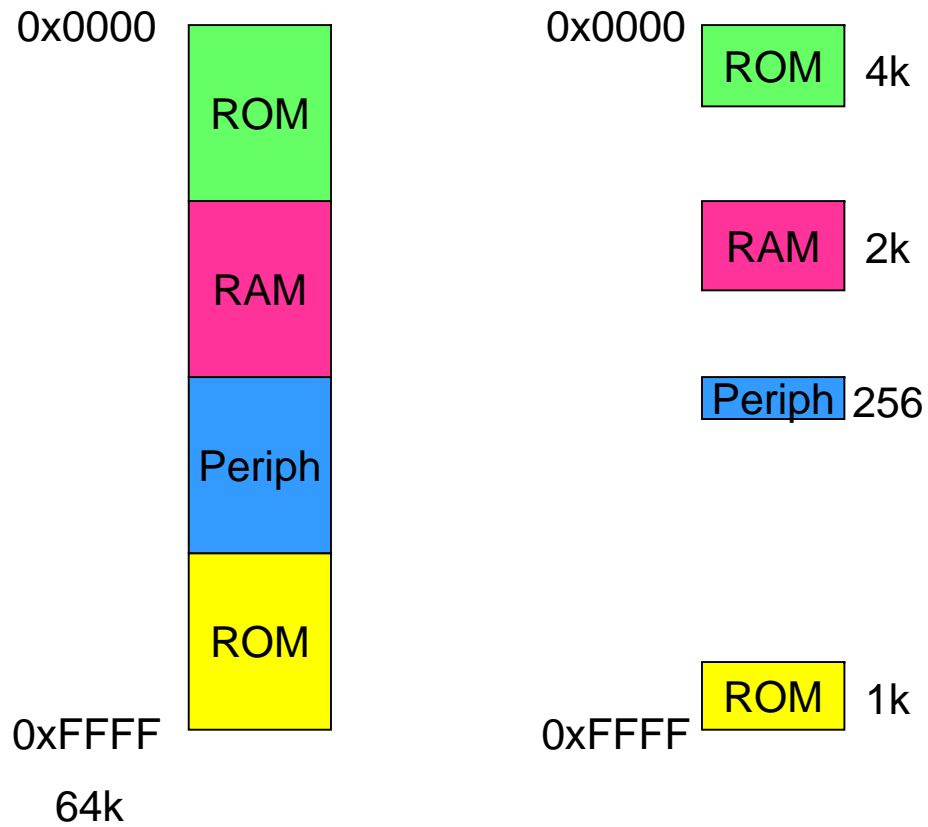 0x0000
ROM
RAM
Periph
ROM
0xFFFF
64k
0x0000
ROM 4k
RAM 2k
Periph 256
ROM 1k
0xFFFF